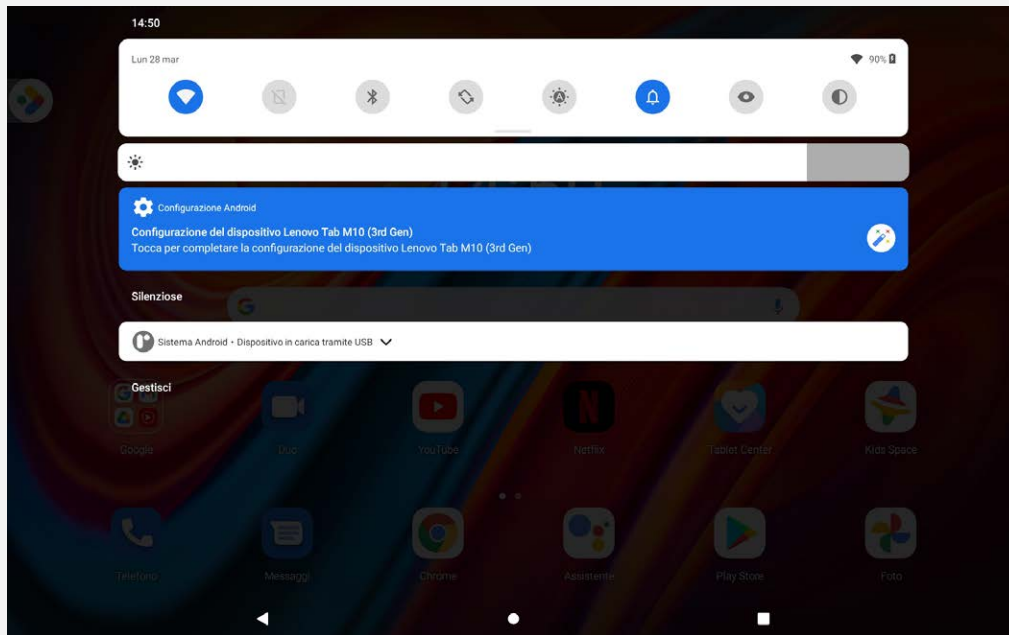 14:50
Lun 28 mar
90%
Configurazione Android
Configurazione del dispositivo Lenovo Tab M10 (3rd Gen)
Tocca per completare la configurazione del dispositivo Lenovo Tab M10 (3rd Gen)
Silenziose
Sistema Android • Dispositivo in carica tramite USB
Gestisci
Google
Duo
YouTube
Netflix
Tablet Center
Kids Space
Telefono
Messaggi
Chrome
Assistente
Play Store
Foto